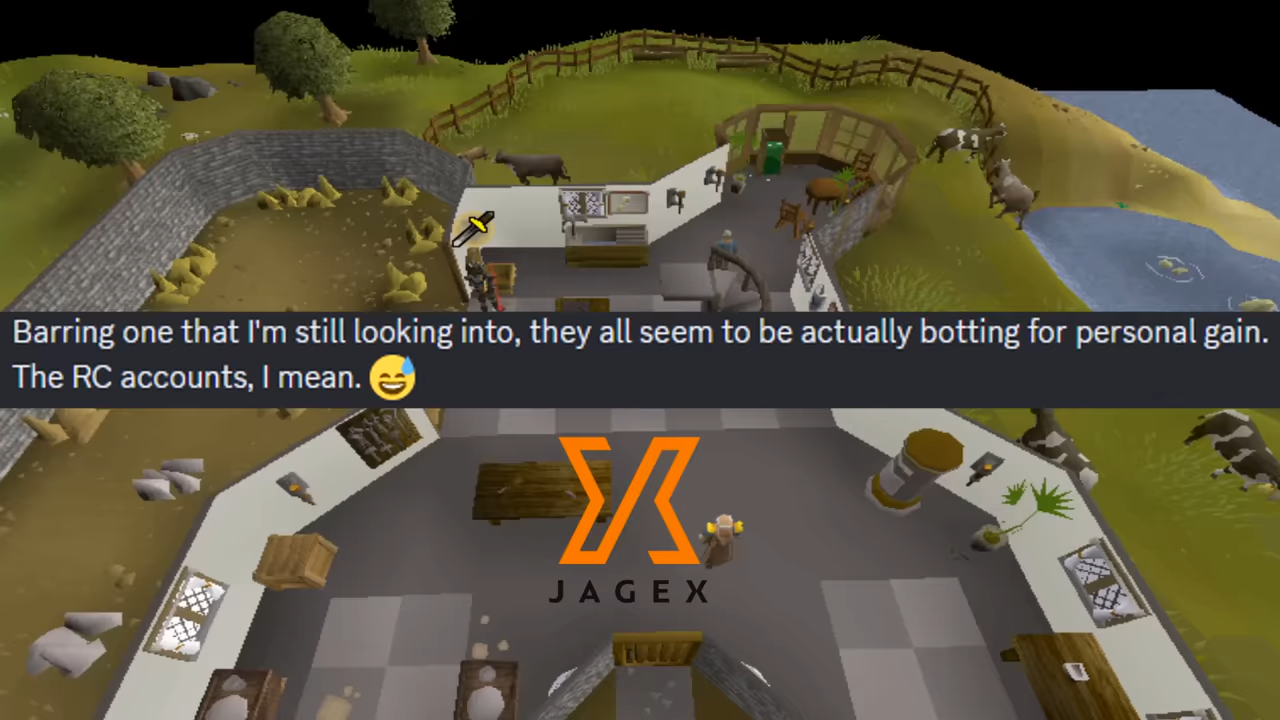 Barring one that I'm still looking into, they all seem to be actually botting for personal gain.
The RC accounts, I mean. 😅
JAGEX